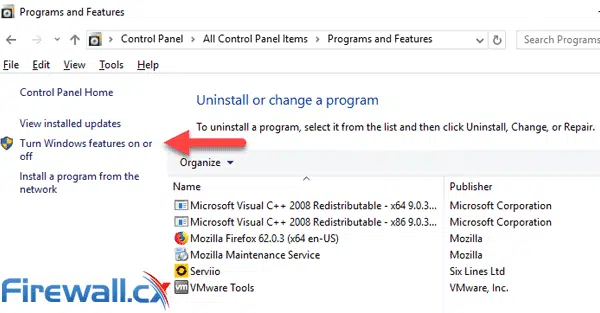 Programs and Features
Control Panel > All Control Panel Items > Programs and Features
Search Programs
File Edit View Tools Help
Control Panel Home
View installed updates
Turn Windows features on or
off
Install a program from the
network
Uninstall or change a program
To uninstall a program, select it from the list and then click Uninstall, Change, or Repair.
Organize
Name Publisher
Microsoft Visual C++ 2008 Redistributable - x64 9.0.3... Microsoft Corporation
Microsoft Visual C++ 2008 Redistributable - x86 9.0.3... Microsoft Corporation
Mozilla Firefox 62.0.3 (x64 en-US) Mozilla
Mozilla Maintenance Service Mozilla
Serviio Six Lines Ltd
VMware Tools VMware, Inc.
Firewall.cx